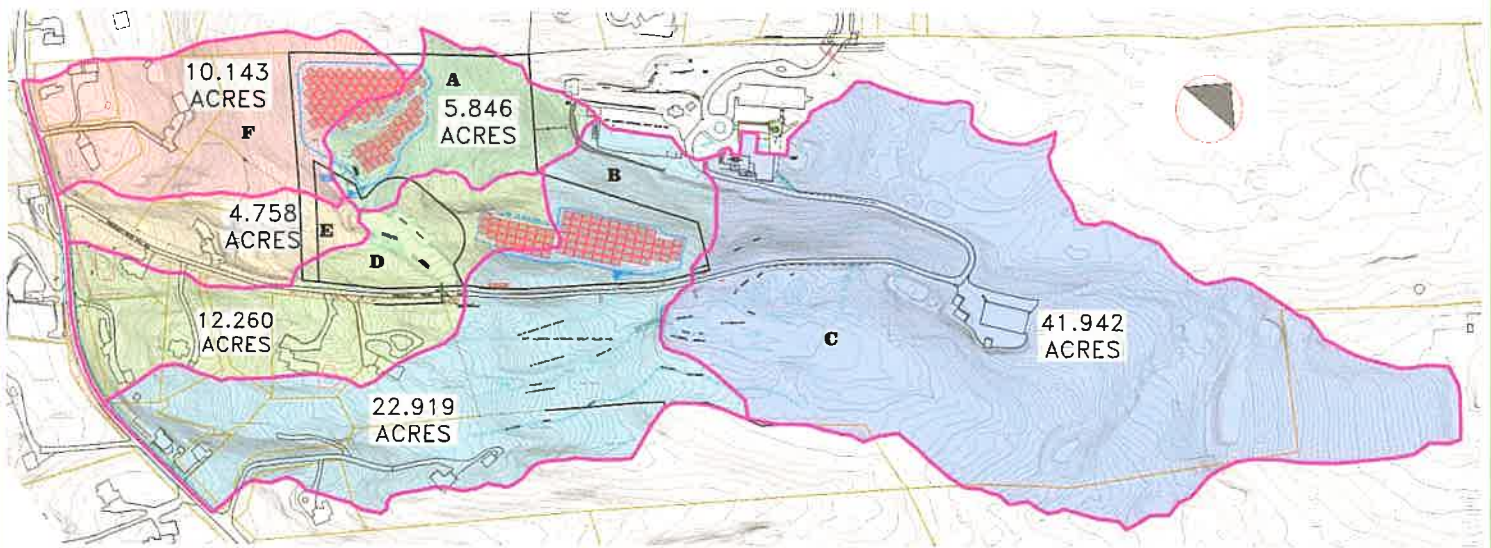 10.143
ACRES
F
A
5.846
ACRES
B
4.758
ACRES
E
D
12.260
ACRES
C
41.942
ACRES
22.919
ACRES